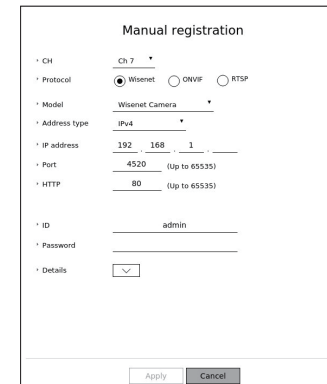 Manual registration
CH Ch 7
Protocol Wisenet ONVIF RTSP
Model Wisenet Camera
Address type IPv4
IP address 192 . 168 . 1 .
Port 4520 (Up to 65535)
HTTP 80 (Up to 65535)
ID admin
Password
Details
Apply Cancel